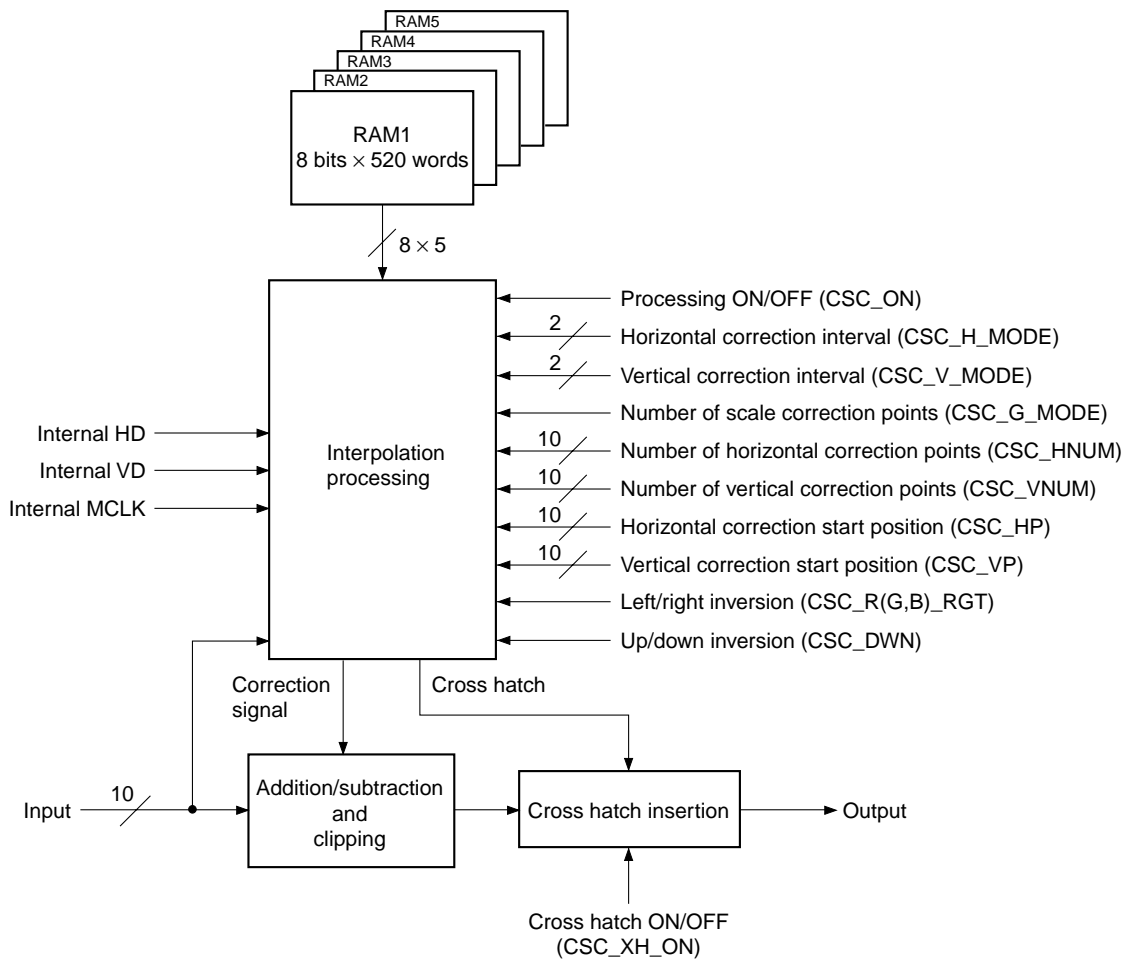 RAM5
RAM4
RAM3
RAM2
RAM1
8 bits × 520 words
8 × 5
Processing ON/OFF (CSC_ON)
2
Horizontal correction interval (CSC_H_MODE)
2
Vertical correction interval (CSC_V_MODE)
Number of scale correction points (CSC_G_MODE)
10
Number of horizontal correction points (CSC_HNUM)
10
Number of vertical correction points (CSC_VNUM)
10
Horizontal correction start position (CSC_HP)
10
Vertical correction start position (CSC_VP)
Left/right inversion (CSC_R(G,B)_RGT)
Up/down inversion (CSC_DWN)
Internal HD
Internal VD
Internal MCLK
Interpolation
processing
Correction
signal
Cross hatch
Input
10
Addition/subtraction
and
clipping
Cross hatch insertion
Output
Cross hatch ON/OFF
(CSC_XH_ON)